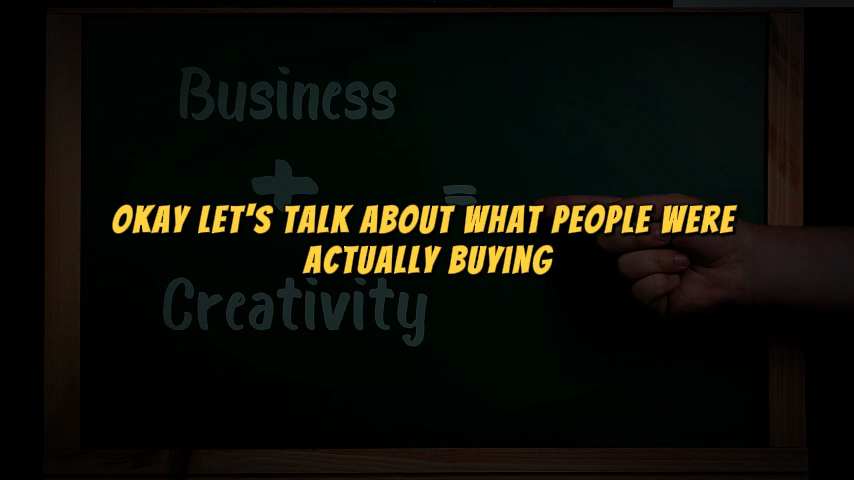 Business
+ =
OKAY LET'S TALK ABOUT WHAT PEOPLE WERE
ACTUALLY BUYING
Creativity